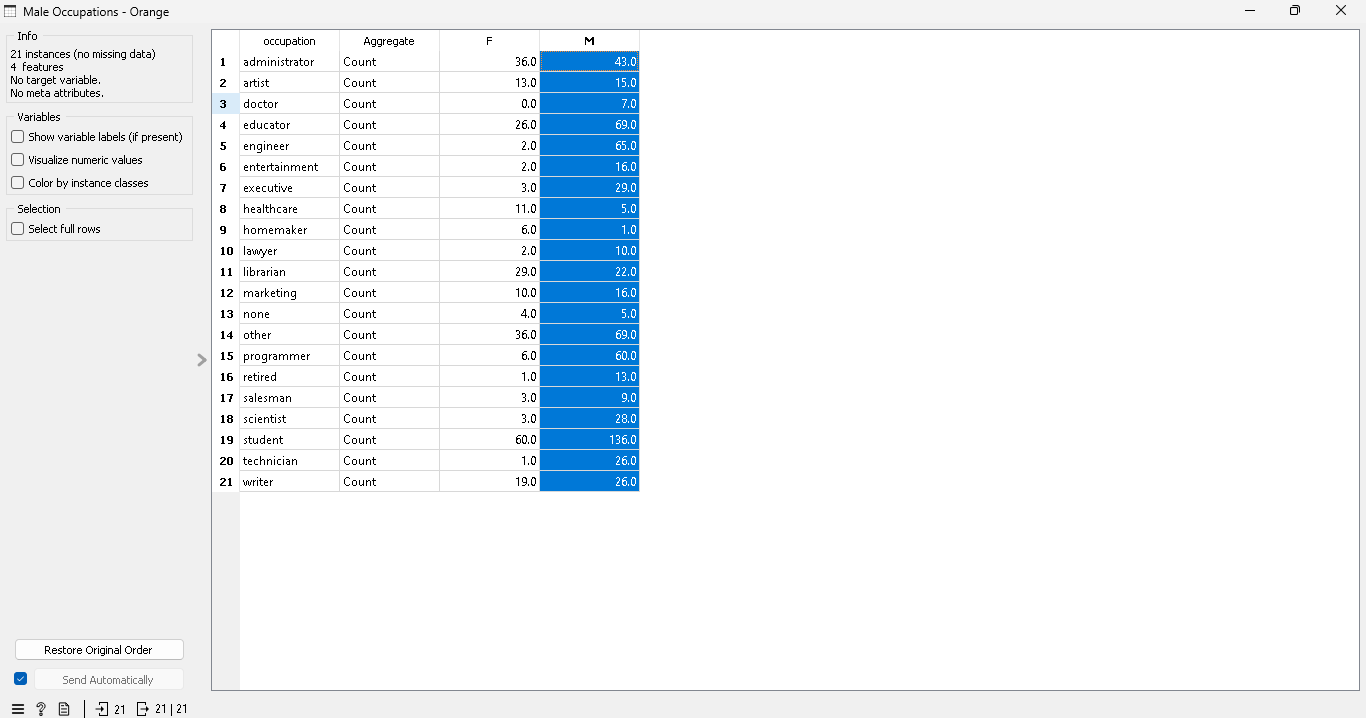 Male Occupations - Orange
Info
21 instances (no missing data)
4 features
No target variable.
No meta attributes.
Variables
Show variable labels (if present)
Visualize numeric values
Color by instance classes
Selection
Select full rows
occupation Aggregate F M
1 administrator Count 36.0 43.0
2 artist Count 13.0 15.0
3 doctor Count 0.0 7.0
4 educator Count 26.0 69.0
5 engineer Count 2.0 65.0
6 entertainment Count 2.0 16.0
7 executive Count 3.0 29.0
8 healthcare Count 11.0 5.0
9 homemaker Count 6.0 1.0
10 lawyer Count 2.0 10.0
11 librarian Count 29.0 22.0
12 marketing Count 10.0 16.0
13 none Count 4.0 5.0
14 other Count 36.0 69.0
15 programmer Count 6.0 60.0
16 retired Count 1.0 13.0
17 salesman Count 3.0 9.0
18 scientist Count 3.0 28.0
19 student Count 60.0 136.0
20 technician Count 1.0 26.0
21 writer Count 19.0 26.0
Restore Original Order
Send Automatically
? 21 21 | 21